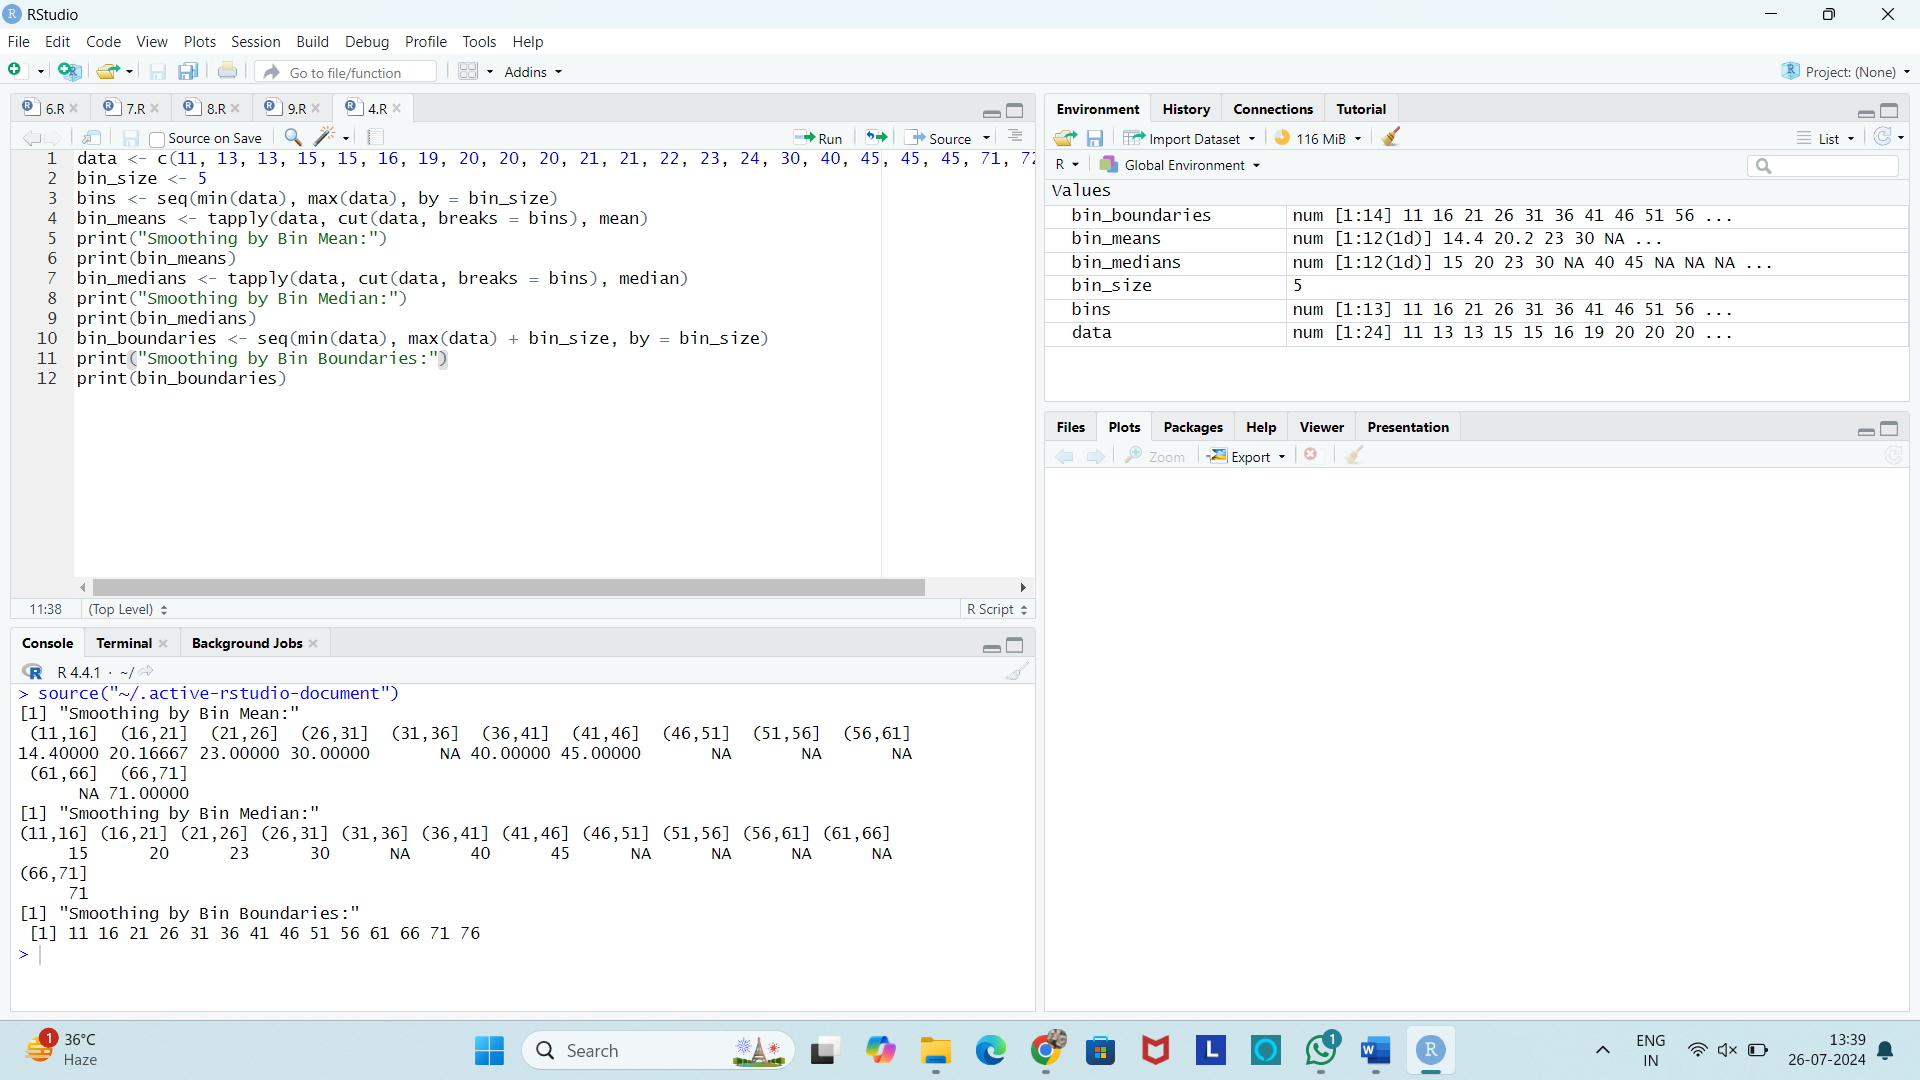 RStudio
File Edit Code View Plots Session Build Debug Profile Tools Help
Go to file/function Addins Project: (None)
6.R 7.R 8.R 9.R 4.R
Source on Save Run Source
1 data <- c(11, 13, 13, 15, 15, 16, 19, 20, 20, 20, 21, 21, 22, 23, 24, 30, 40, 45, 45, 45, 71, 72
2 bin_size <- 5
3 bins <- seq(min(data), max(data), by = bin_size)
4 bin_means <- tapply(data, cut(data, breaks = bins), mean)
5 print("Smoothing by Bin Mean:")
6 print(bin_means)
7 bin_medians <- tapply(data, cut(data, breaks = bins), median)
8 print("Smoothing by Bin Median:")
9 print(bin_medians)
10 bin_boundaries <- seq(min(data), max(data) + bin_size, by = bin_size)
11 print("Smoothing by Bin Boundaries:")
12 print(bin_boundaries)
11:38 (Top Level) R Script
Console Terminal Background Jobs
R 4.4.1 · ~/
> source("~/.active-rstudio-document")
[1] "Smoothing by Bin Mean:"
(11,16] (16,21] (21,26] (26,31] (31,36] (36,41] (41,46] (46,51] (51,56] (56,61]
14.40000 20.16667 23.00000 30.00000 NA 40.00000 45.00000 NA NA NA
(61,66] (66,71]
NA 71.00000
[1] "Smoothing by Bin Median:"
(11,16] (16,21] (21,26] (26,31] (31,36] (36,41] (41,46] (46,51] (51,56] (56,61] (61,66]
15 20 23 30 NA 40 45 NA NA NA NA
(66,71]
71
[1] "Smoothing by Bin Boundaries:"
[1] 11 16 21 26 31 36 41 46 51 56 61 66 71 76
>
Environment History Connections Tutorial
Import Dataset 116 MiB List
R Global Environment
Values
bin_boundaries num [1:14] 11 16 21 26 31 36 41 46 51 56 ...
bin_means num [1:12(1d)] 14.4 20.2 23 30 NA ...
bin_medians num [1:12(1d)] 15 20 23 30 NA 40 45 NA NA NA ...
bin_size 5
bins num [1:13] 11 16 21 26 31 36 41 46 51 56 ...
data num [1:24] 11 13 13 15 15 16 19 20 20 20 ...
Files Plots Packages Help Viewer Presentation
Zoom Export
1 36°C
Haze
Search
L
1
W
R
ENG
IN
13:39
26-07-2024